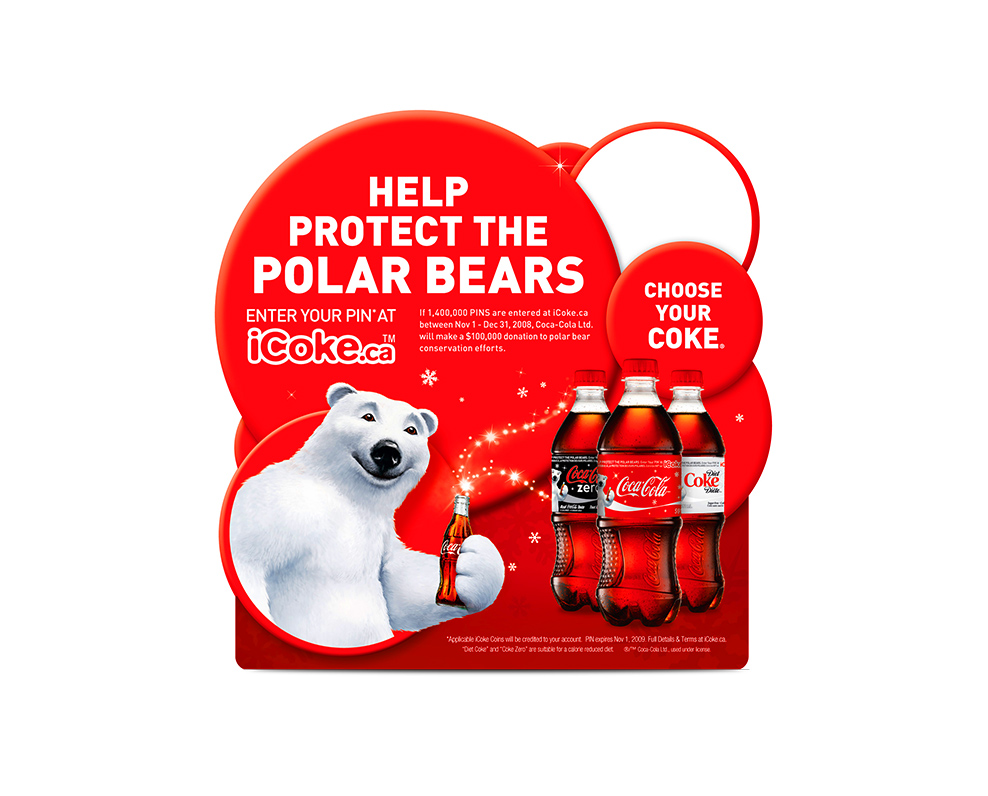 HELP
PROTECT THE
POLAR BEARS
ENTER YOUR PIN* AT
iCoke.ca™
If 1,400,000 PINS are entered at iCoke.ca
between Nov 1 - Dec 31, 2008, Coca-Cola Ltd.
will make a $100,000 donation to polar bear
conservation efforts.
CHOOSE
YOUR
COKE®
Coca-Cola
zero
Coca-Cola
Diet
Coke
Diète
Coca
*Applicable iCoke Coins will be credited to your account. PIN expires Nov 1, 2009. Full Details & Terms at iCoke.ca.
"Diet Coke" and "Coke Zero" are suitable for a calorie reduced diet. ®/™ Coca-Cola Ltd., used under license.